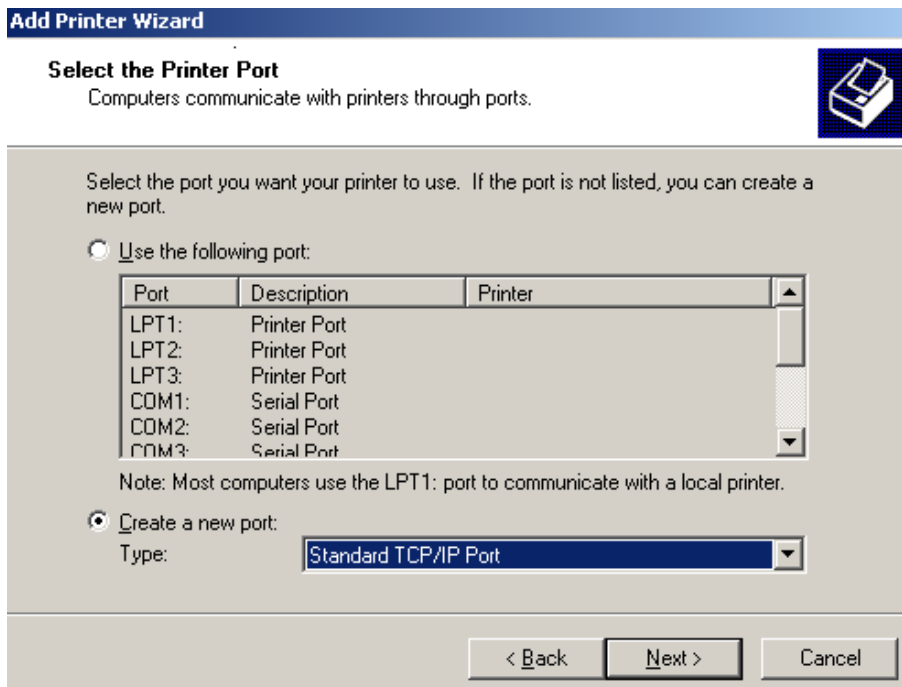 Add Printer Wizard
Select the Printer Port
Computers communicate with printers through ports.
Select the port you want your printer to use. If the port is not listed, you can create a
new port.
Use the following port:
Port Description Printer
LPT1: Printer Port
LPT2: Printer Port
LPT3: Printer Port
COM1: Serial Port
COM2: Serial Port
COM3: Serial Port
Note: Most computers use the LPT1: port to communicate with a local printer.
Create a new port:
Type: Standard TCP/IP Port
< Back Next > Cancel